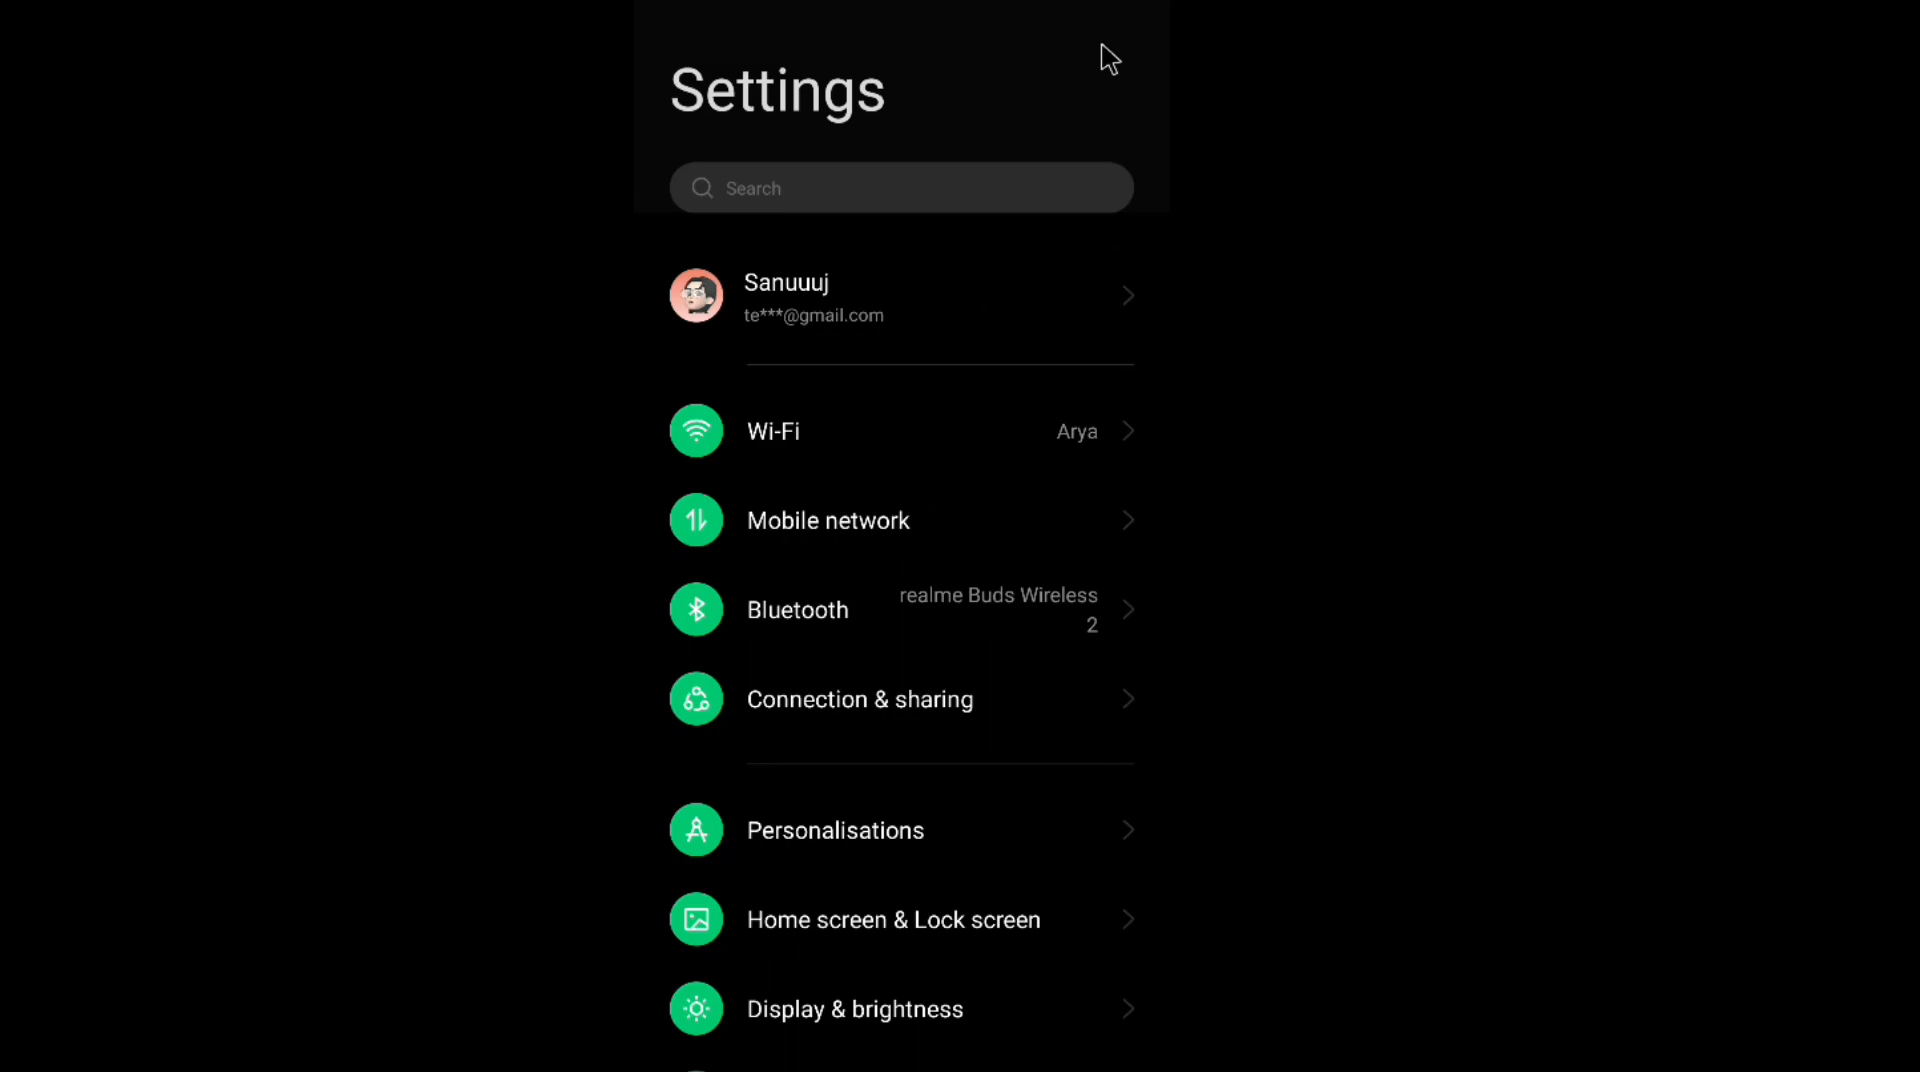 Settings
Search
Sanuuuj
te***@gmail.com
Wi-Fi
Arya
Mobile network
Bluetooth
realme Buds Wireless
2
Connection & sharing
Personalisations
Home screen & Lock screen
Display & brightness